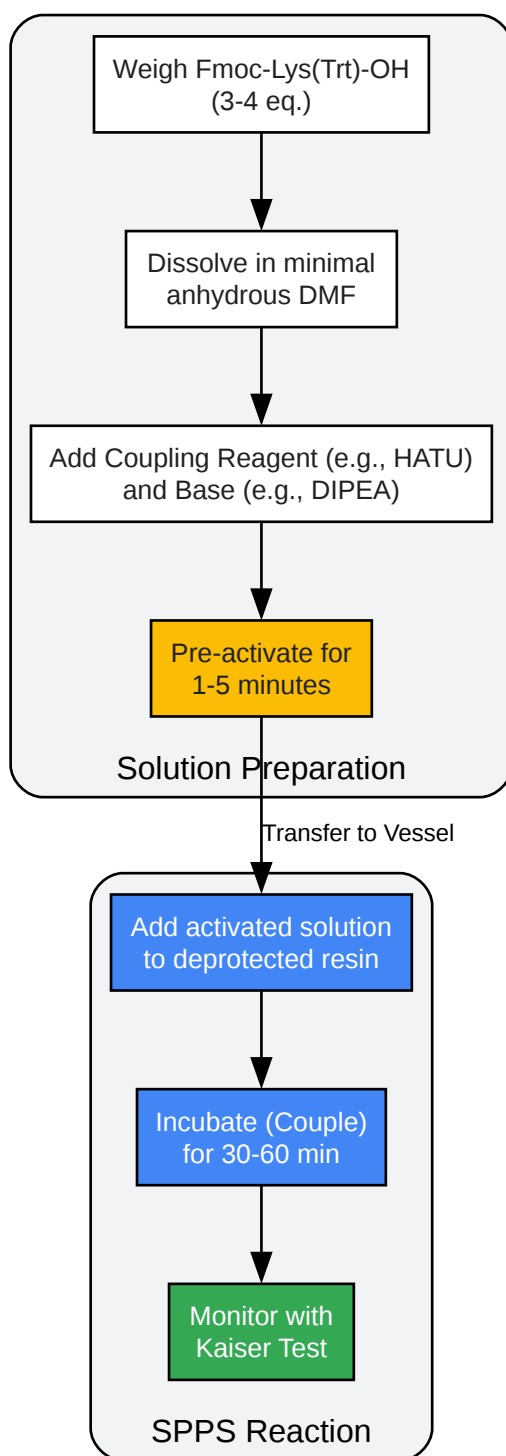 Weigh Fmoc-Lys(Trt)-OH
(3-4 eq.)
Dissolve in minimal
anhydrous DMF
Add Coupling Reagent (e.g., HATU)
and Base (e.g., DIPEA)
Pre-activate for
1-5 minutes
Solution Preparation
Transfer to Vessel
Add activated solution
to deprotected resin
Incubate (Couple)
for 30-60 min
Monitor with
Kaiser Test
SPPS Reaction